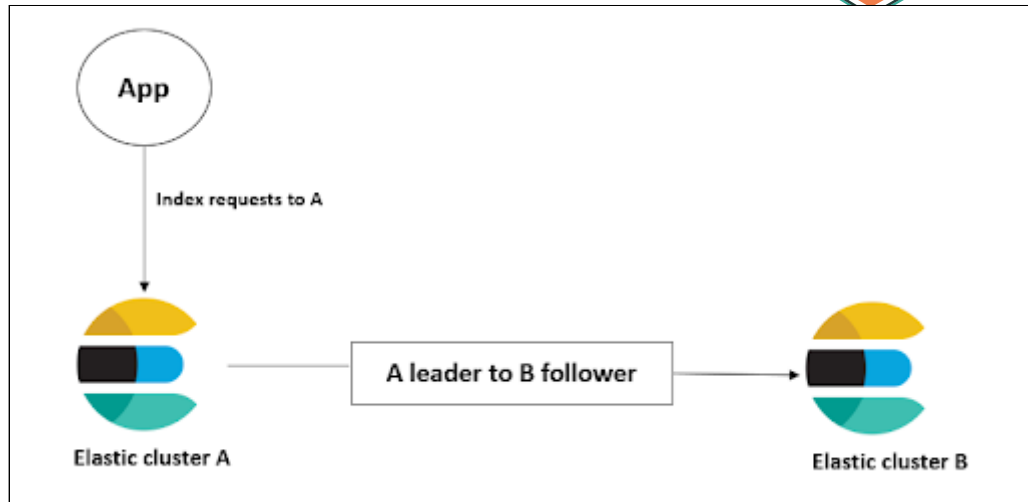 App
Index requests to A
A leader to B follower
Elastic cluster A
Elastic cluster B